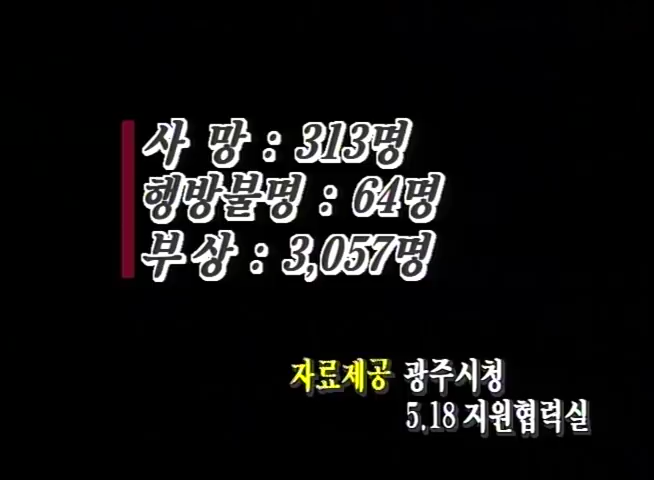 사 망 : 313명
행방불명 : 64명
부상 : 3,057명
자료제공 광주시청
5.18 지원협력실